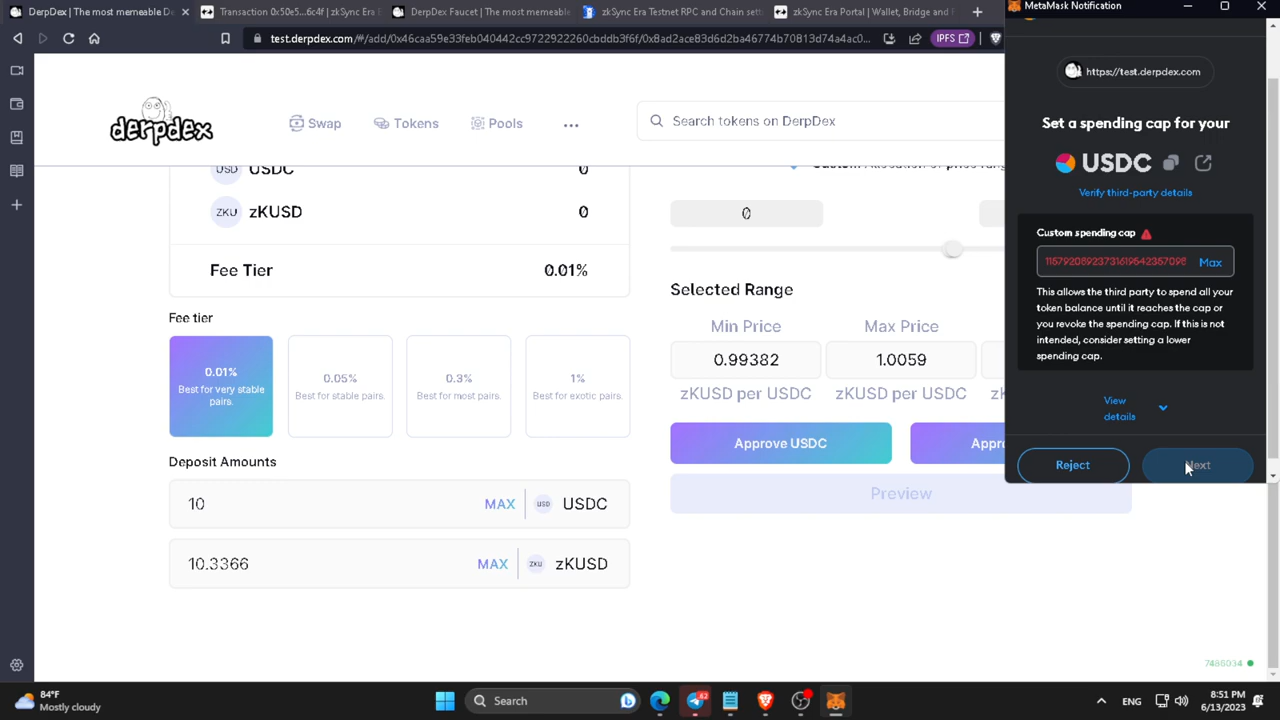 DerpDex | The most memeable De
Transaction 0x50e5...6c4f | zkSync Era
DerpDex Faucet | The most memeable
zkSync Era Testnet RPC and Chain sett
zkSync Era Portal | Wallet, Bridge and F
MetaMask Notification
test.derpdex.com/#/add/0x46caa59e33feb040442cc9722922260cbddb3f6f/0x8ad2ace83d6d2ba46774b70813d74a4ac0...
IPFS
derpdex
Swap
Tokens
Pools
...
Search tokens on DerpDex
USD USDC 0
ZKU zKUSD 0
Fee Tier 0.01%
Fee tier
0.01%
Best for very stable
pairs.
0.05%
Best for stable pairs.
0.3%
Best for most pairs.
1%
Best for exotic pairs.
Deposit Amounts
10 MAX USD USDC
10.3366 MAX ZKU zKUSD
0
Selected Range
Min Price
0.99382
zKUSD per USDC
Max Price
1.0059
zKUSD per USDC
Approve USDC
Appro
Preview
https://test.derpdex.com
Set a spending cap for your
USDC
Verify third-party details
Custom spending cap
Max
This allows the third party to spend all your
token balance until it reaches the cap or
you revoke the spending cap. If this is not
intended, consider setting a lower
spending cap.
View
details
Reject
Next
7486034
84°F
Mostly cloudy
Search
ENG
8:51 PM
6/13/2023